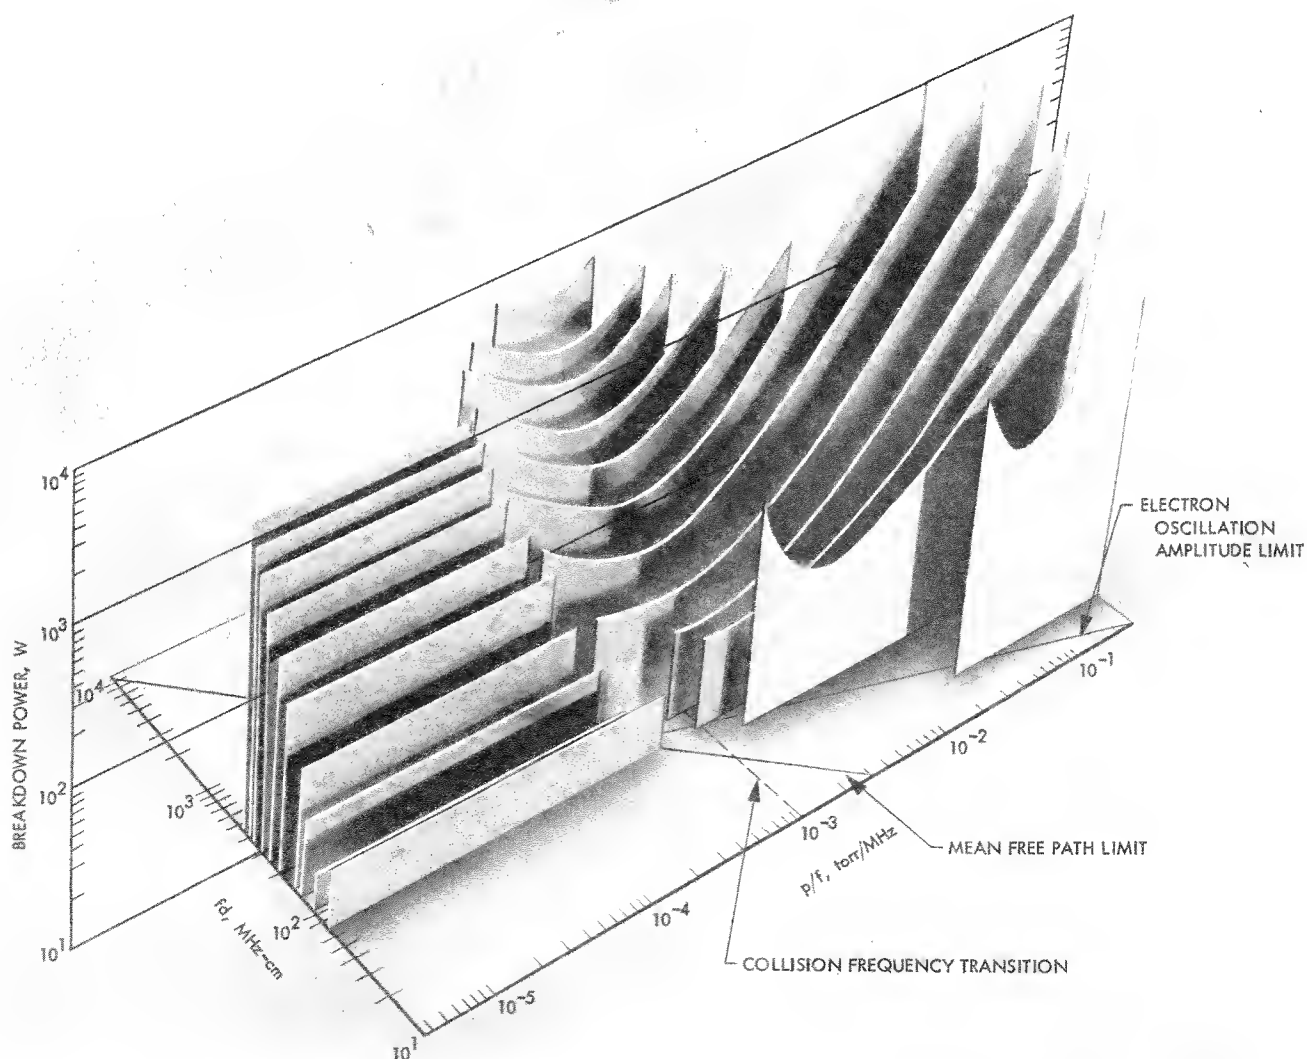 10^4
10^3
10^2
10^1
BREAKDOWN POWER, W
10^4
10^3
10^2
10^1
fd, MHz-cm
10^-5
10^-4
10^-3
10^-2
10^-1
p/f, torr/MHz
ELECTRON
OSCILLATION
AMPLITUDE LIMIT
MEAN FREE PATH LIMIT
COLLISION FREQUENCY TRANSITION